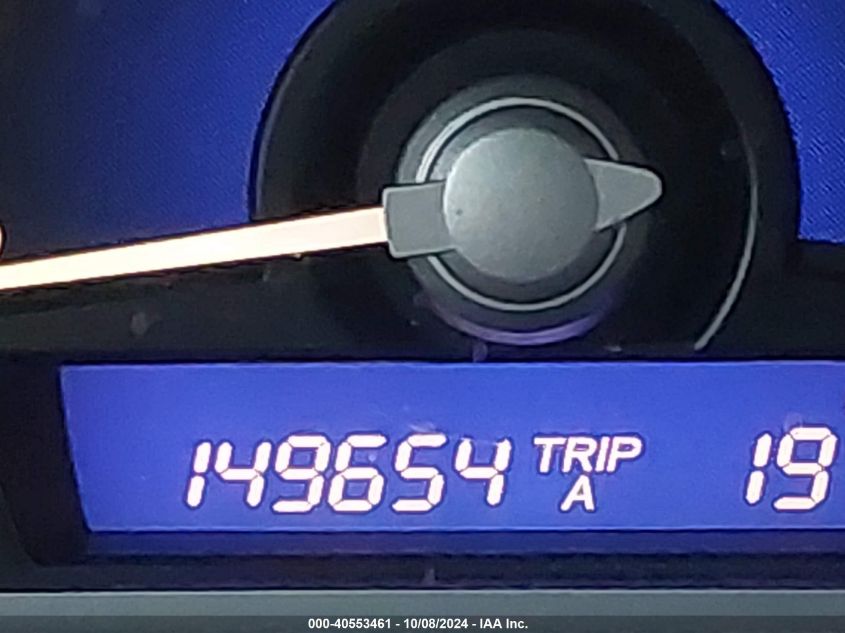 149654 TRIP A 19
000-40553461 - 10/08/2024 - IAA Inc.